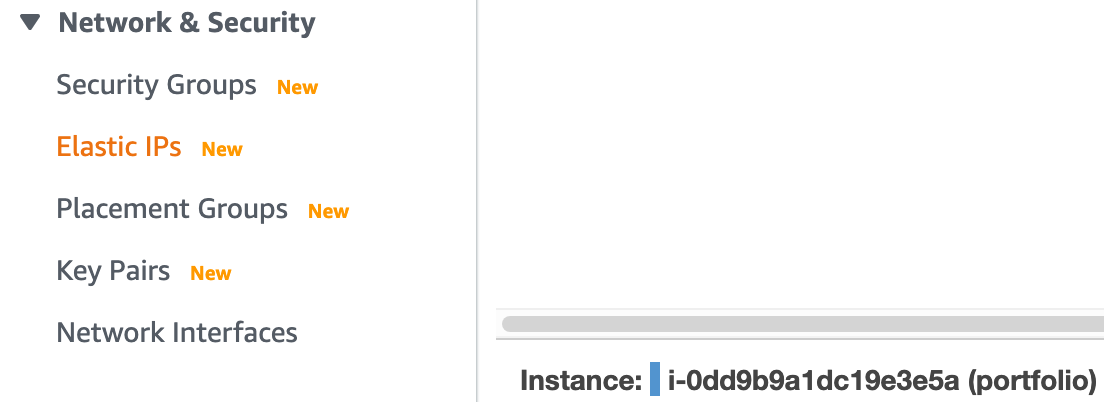 Network & Security
Security Groups New
Elastic IPs New
Placement Groups New
Key Pairs New
Network Interfaces
Instance: i-0dd9b9a1dc19e3e5a (portfolio)